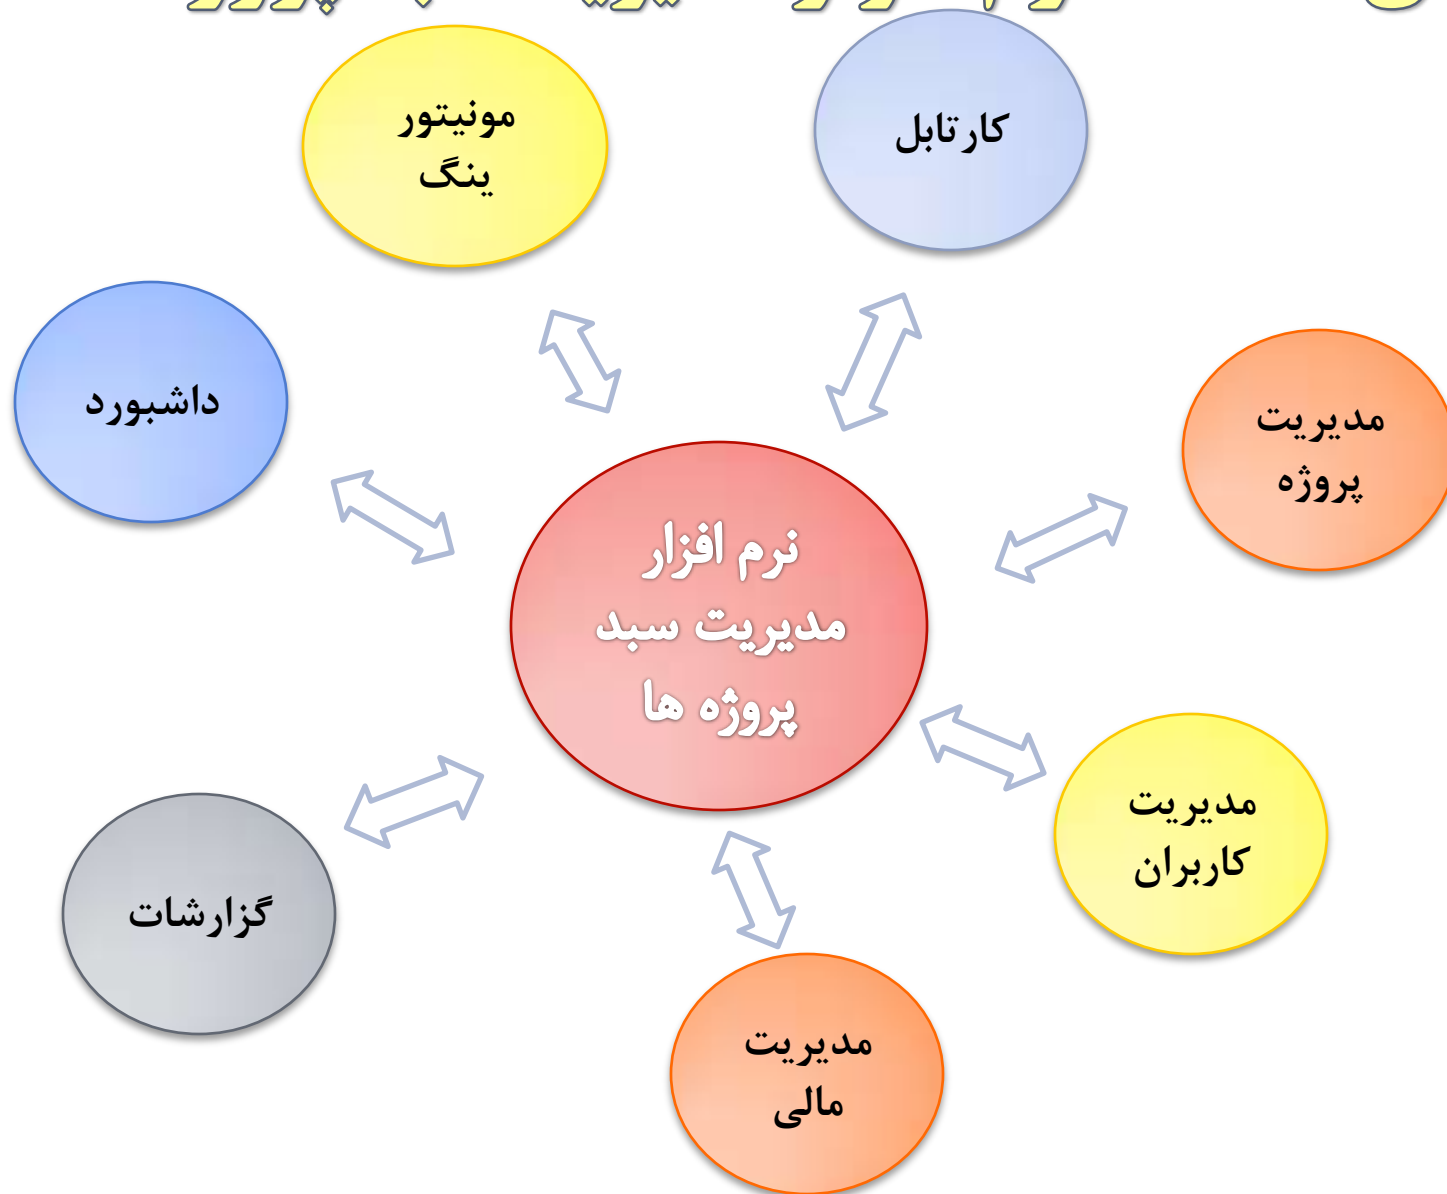 کارتابل
مونیتور
ینگ
مدیریت
پروژه
داشبورد
نرم افزار
مدیریت سبد
پروژه ها
مدیریت
کاربران
گزارشات
مدیریت
مالی